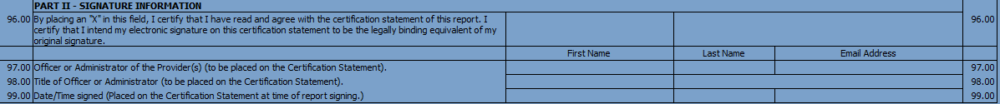 PART II - SIGNATURE INFORMATION
96.00 By placing an "X" in this field, I certify that I have read and agree with the certification statement of this report. I 96.00
certify that I intend my electronic signature on this certification statement to be the legally binding equivalent of my
original signature.
First Name Last Name Email Address
97.00 Officer or Administrator of the Provider(s) (to be placed on the Certification Statement). 97.00
98.00 Title of Officer or Administrator (to be placed on the Certification Statement). 98.00
99.00 Date/Time signed (Placed on the Certification Statement at time of report signing.) 99.00